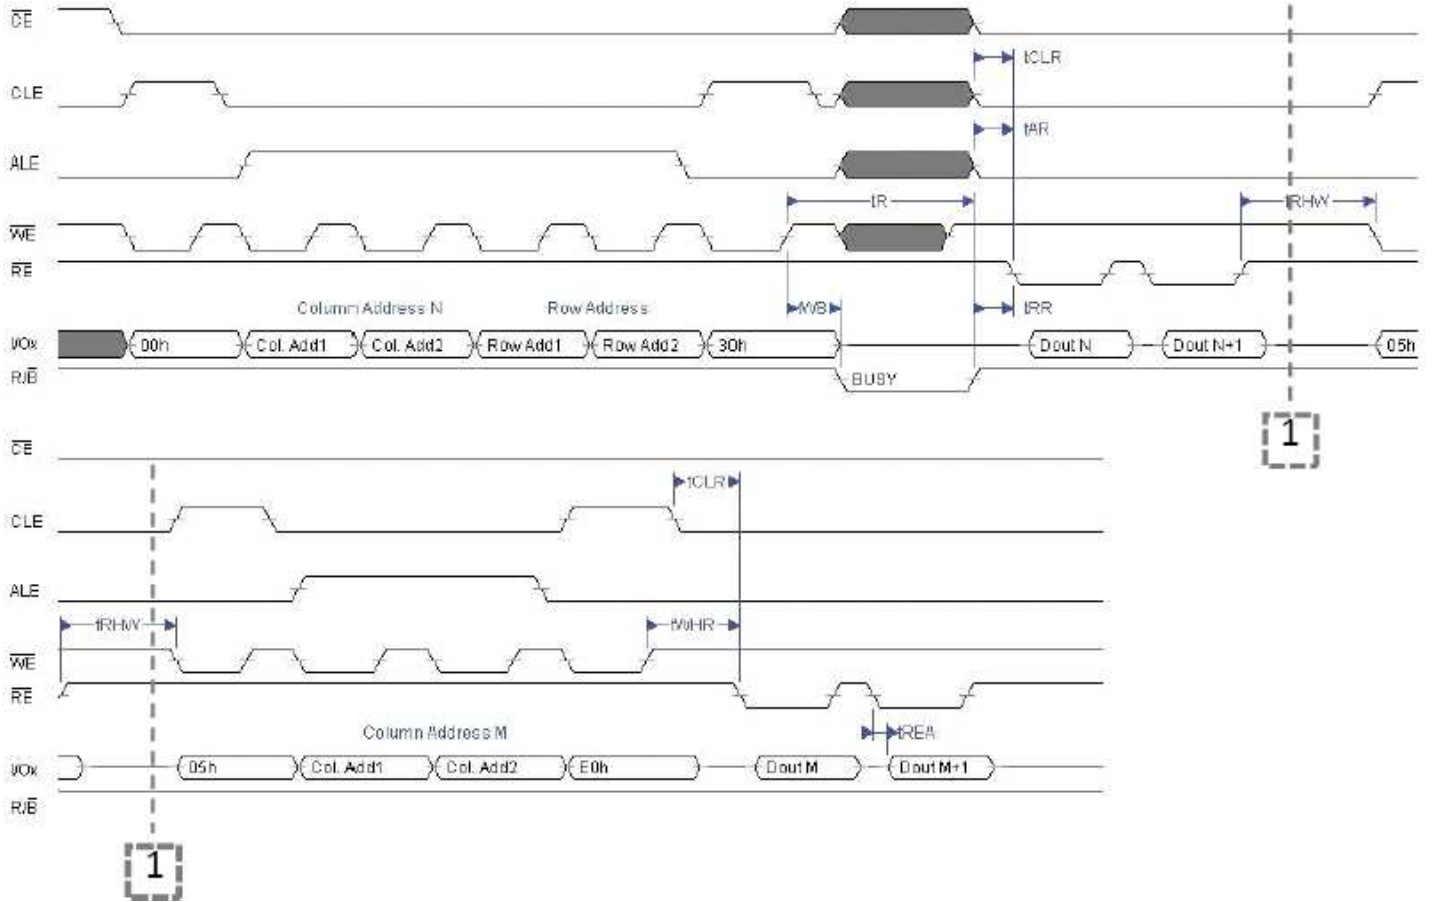 CE
tCLR
CLE
tAR
ALE
tR tRHW
WE
RE
Column Address N Row Address tWB tRR
I/Ox 00h Col. Add1 Col. Add2 Row Add1 Row Add2 30h Dout N Dout N+1 05h
R/B BUSY
1
CE
tCLR
CLE
ALE
tRHW tWHR
WE
RE
Column Address M tREA
I/Ox 05h Col. Add1 Col. Add2 E0h Dout M Dout M+1
R/B
1